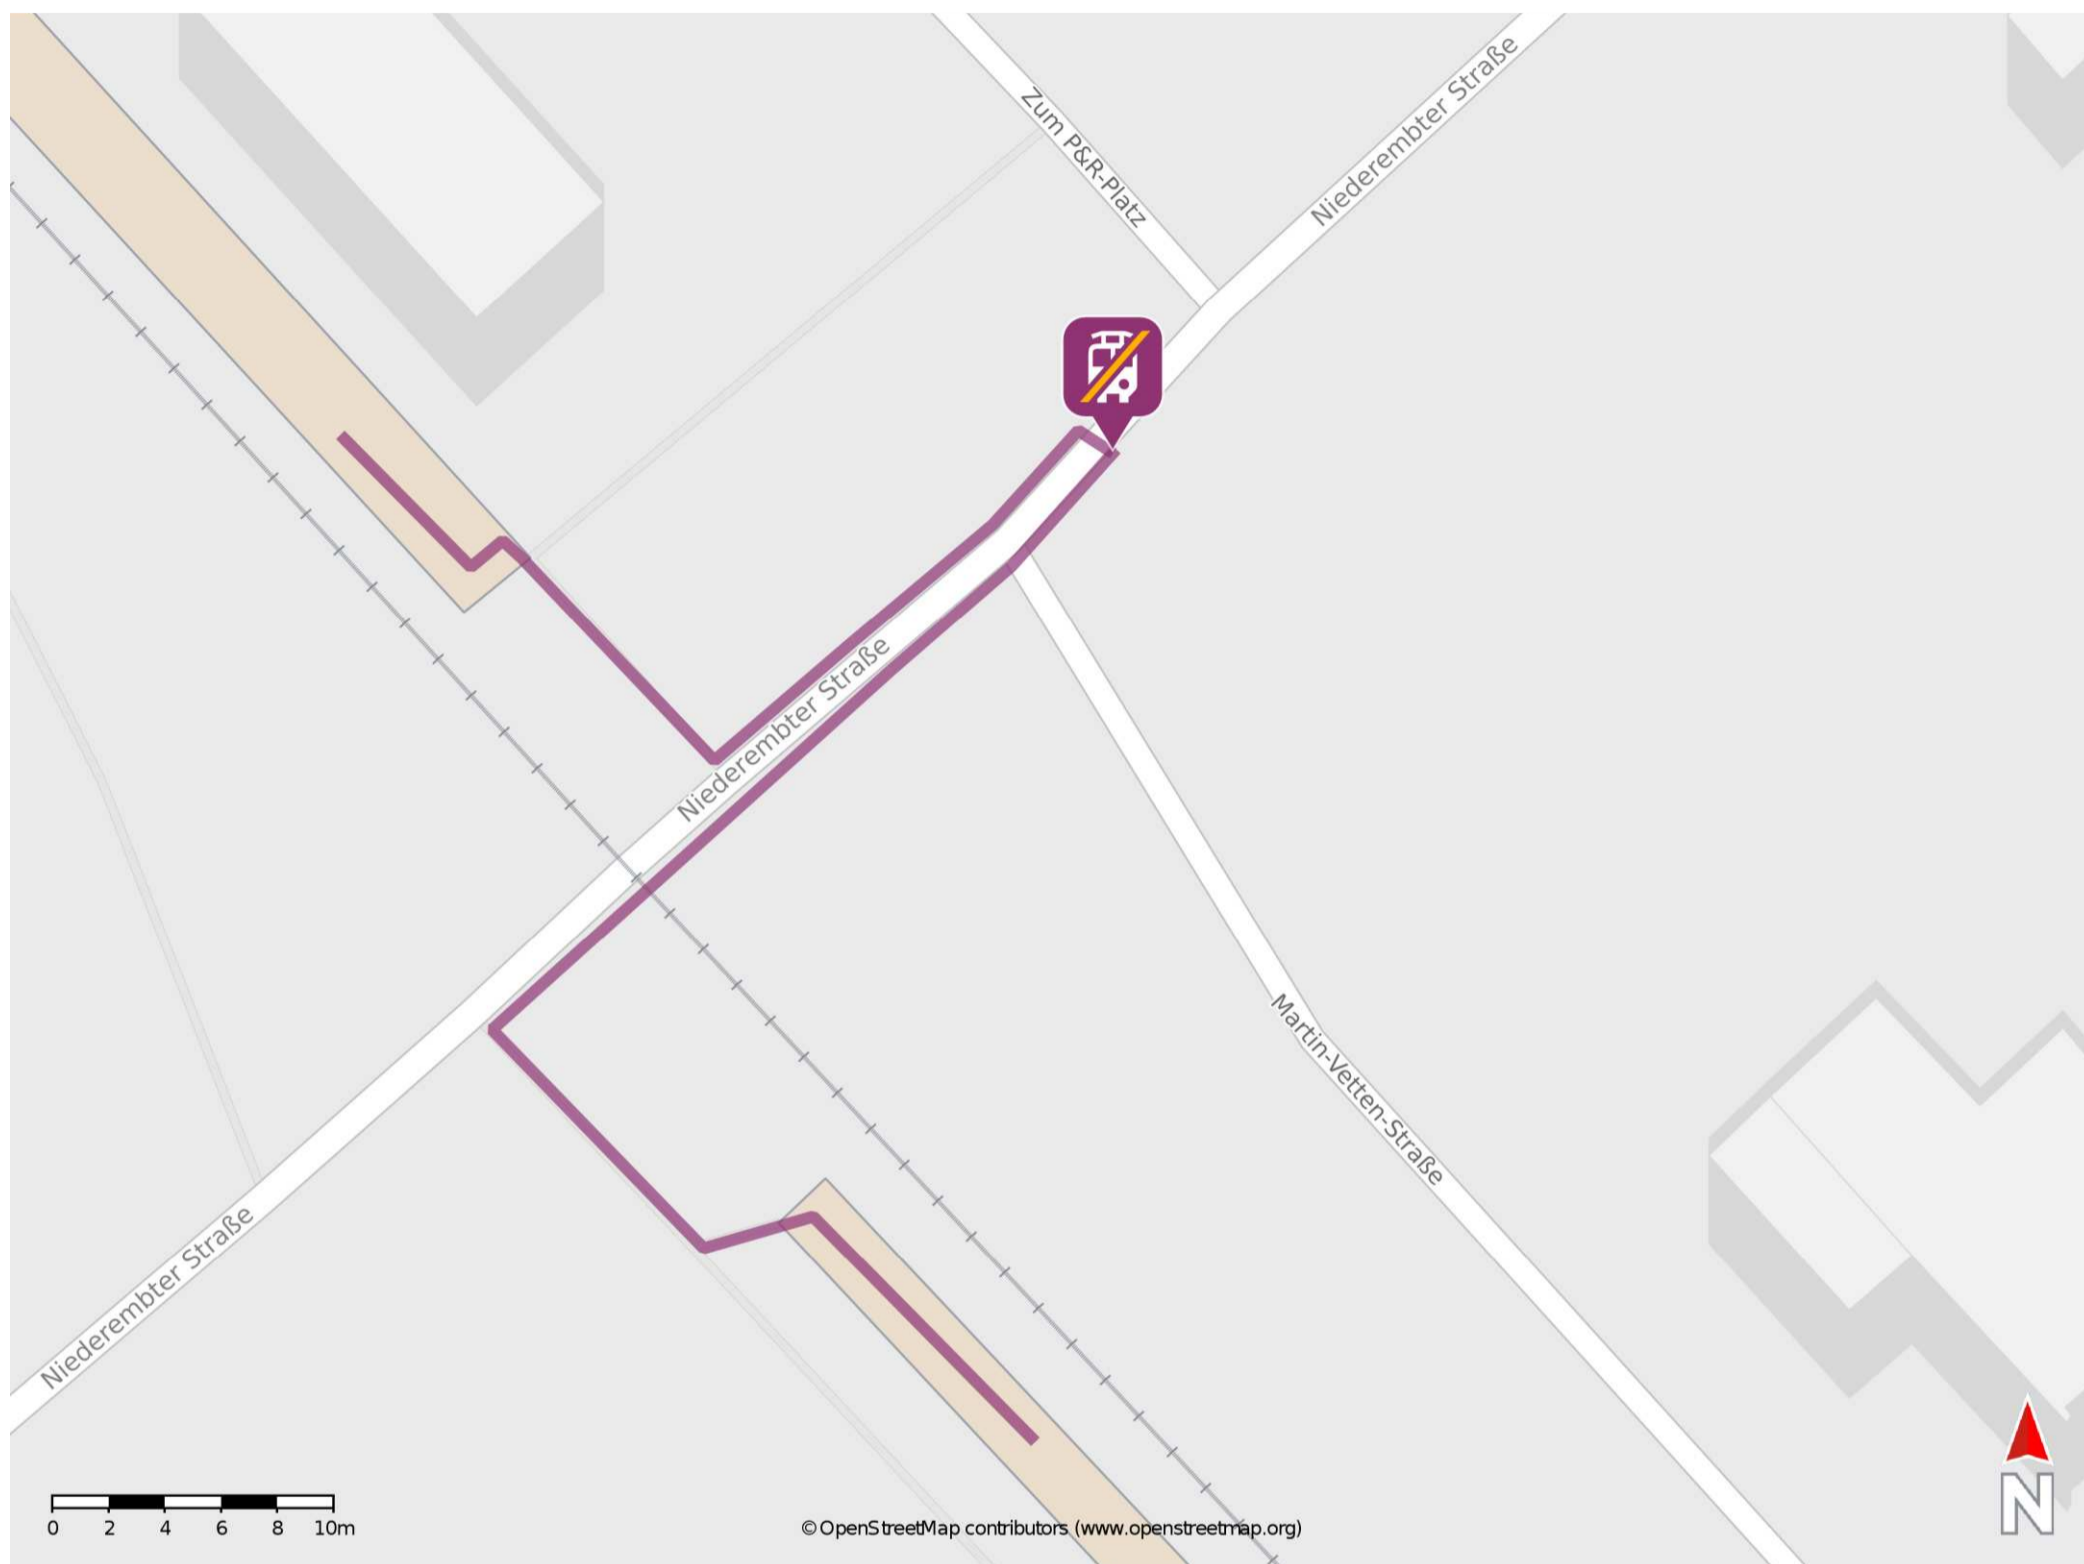 Zum P&R-Platz
Niederembter Straße
Niederembter Straße
Martin-Vetten-Straße
Niederembter Straße
0 2 4 6 8 10m
© OpenStreetMap contributors (www.openstreetmap.org)
N